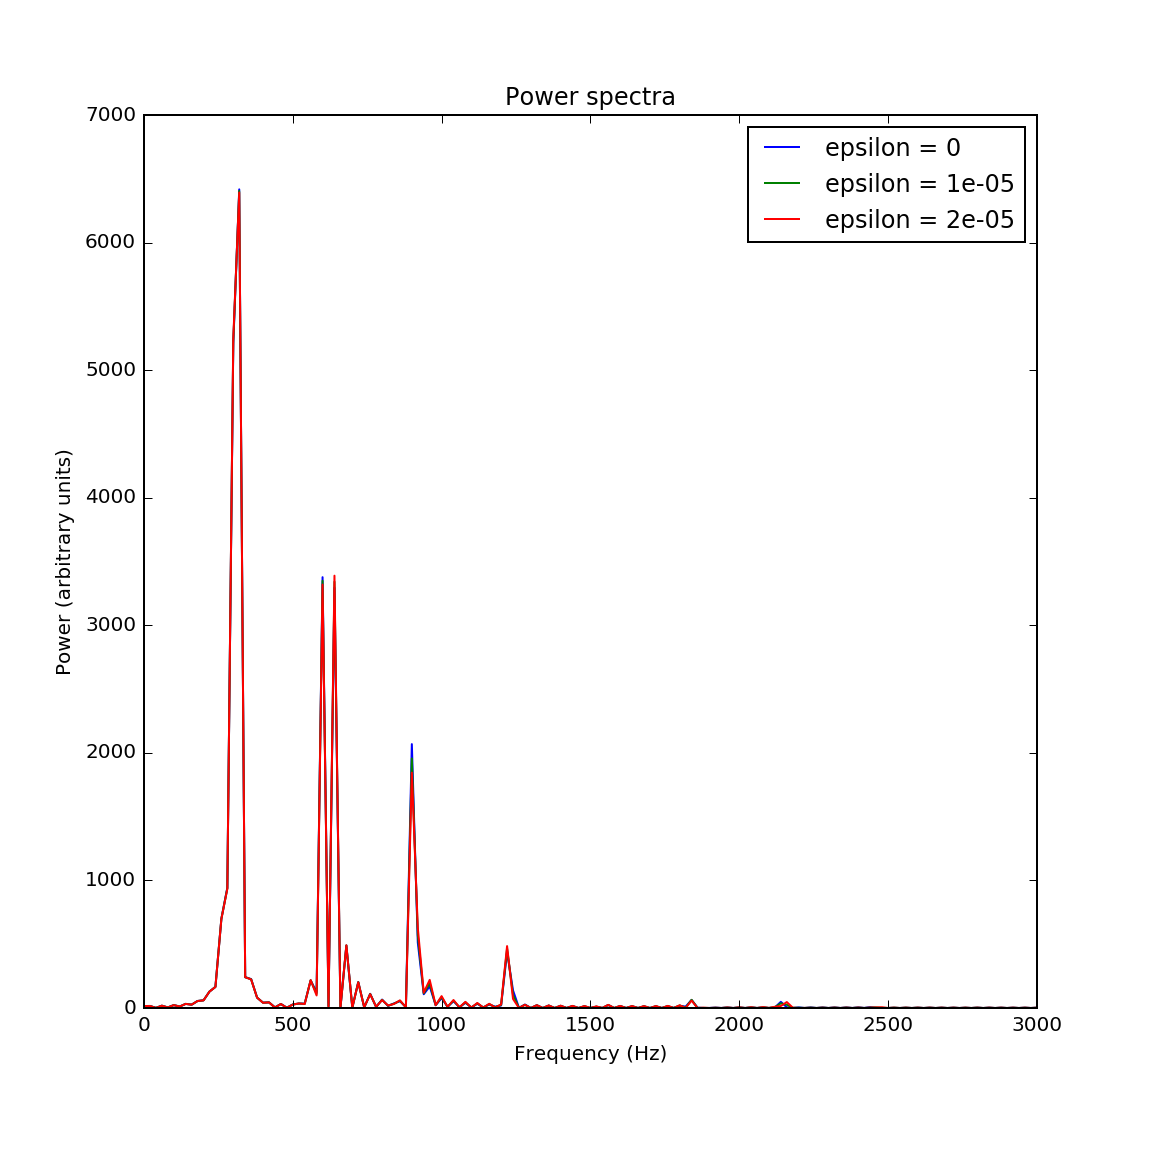 Power spectra
7000
6000
5000
4000
3000
2000
1000
0
Power (arbitrary units)
epsilon = 0
epsilon = 1e-05
epsilon = 2e-05
0 500 1000 1500 2000 2500 3000
Frequency (Hz)